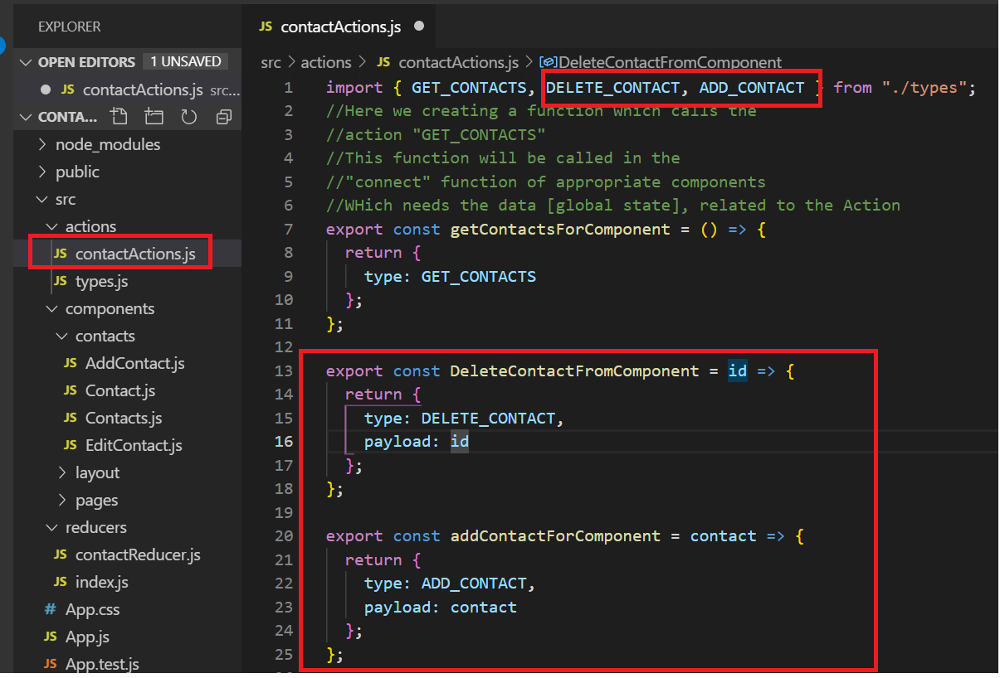 EXPLORER
OPEN EDITORS 1 UNSAVED
JS contactActions.js src...
CONTA...
node_modules
public
src
actions
JS contactActions.js
JS types.js
components
contacts
JS AddContact.js
JS Contact.js
JS Contacts.js
JS EditContact.js
layout
pages
reducers
JS contactReducer.js
JS index.js
# App.css
JS App.js
JS App.test.js
JS contactActions.js
src > actions > JS contactActions.js > DeleteContactFromComponent
1 import { GET_CONTACTS, DELETE_CONTACT, ADD_CONTACT } from "./types";
2 //Here we creating a function which calls the
3 //action "GET_CONTACTS"
4 //This function will be called in the
5 //"connect" function of appropriate components
6 //WHich needs the data [global state], related to the Action
7 export const getContactsForComponent = () => {
8 return {
9 type: GET_CONTACTS
10 };
11 };
12
13 export const DeleteContactFromComponent = id => {
14 return {
15 type: DELETE_CONTACT,
16 payload: id
17 };
18 };
19
20 export const addContactForComponent = contact => {
21 return {
22 type: ADD_CONTACT,
23 payload: contact
24 };
25 };